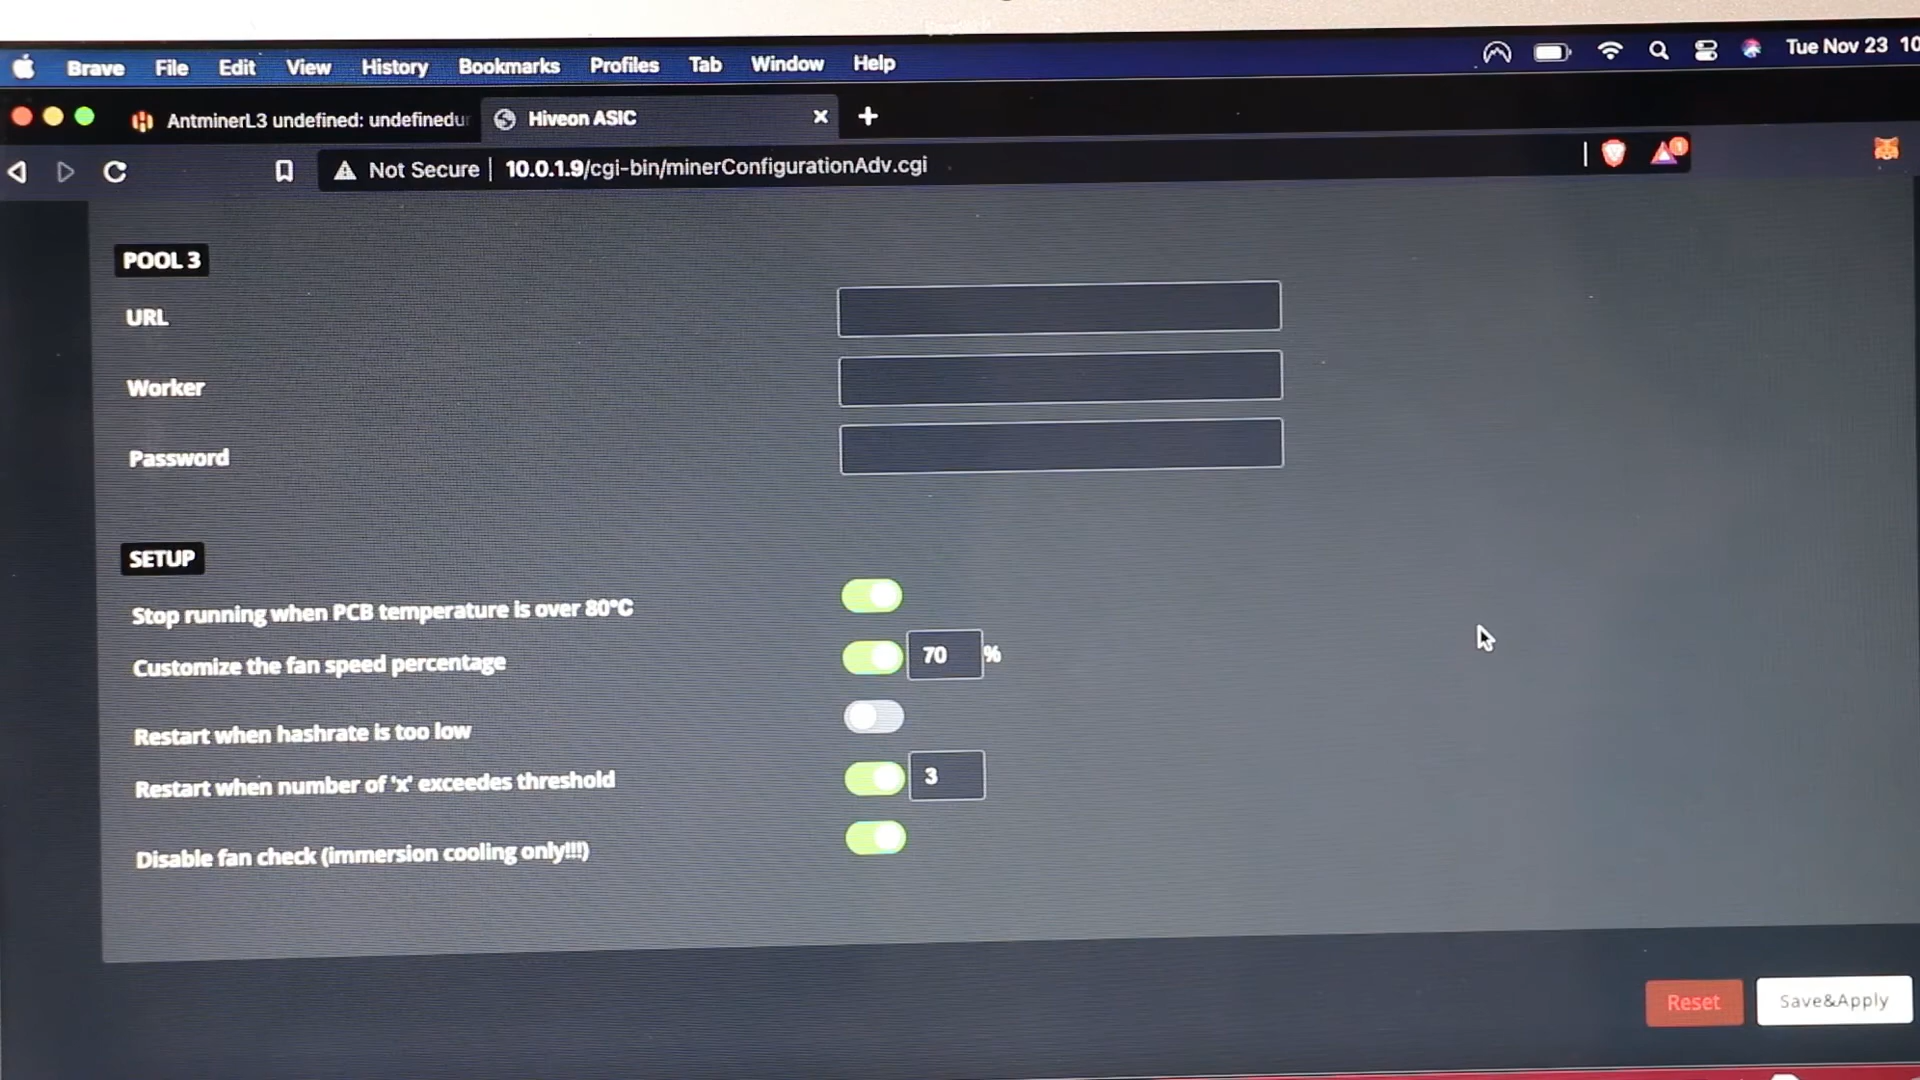 Brave File Edit View History Bookmarks Profiles Tab Window Help Tue Nov 23 10
AntminerL3 undefined: undefinedur Hiveon ASIC
Not Secure | 10.0.1.9/cgi-bin/minerConfigurationAdv.cgi 1
POOL 3
URL
Worker
Password
SETUP
Stop running when PCB temperature is over 80°C
Customize the fan speed percentage 70 %
Restart when hashrate is too low
Restart when number of 'x' exceedes threshold 3
Disable fan check (immersion cooling only!!!)
Reset Save&Apply